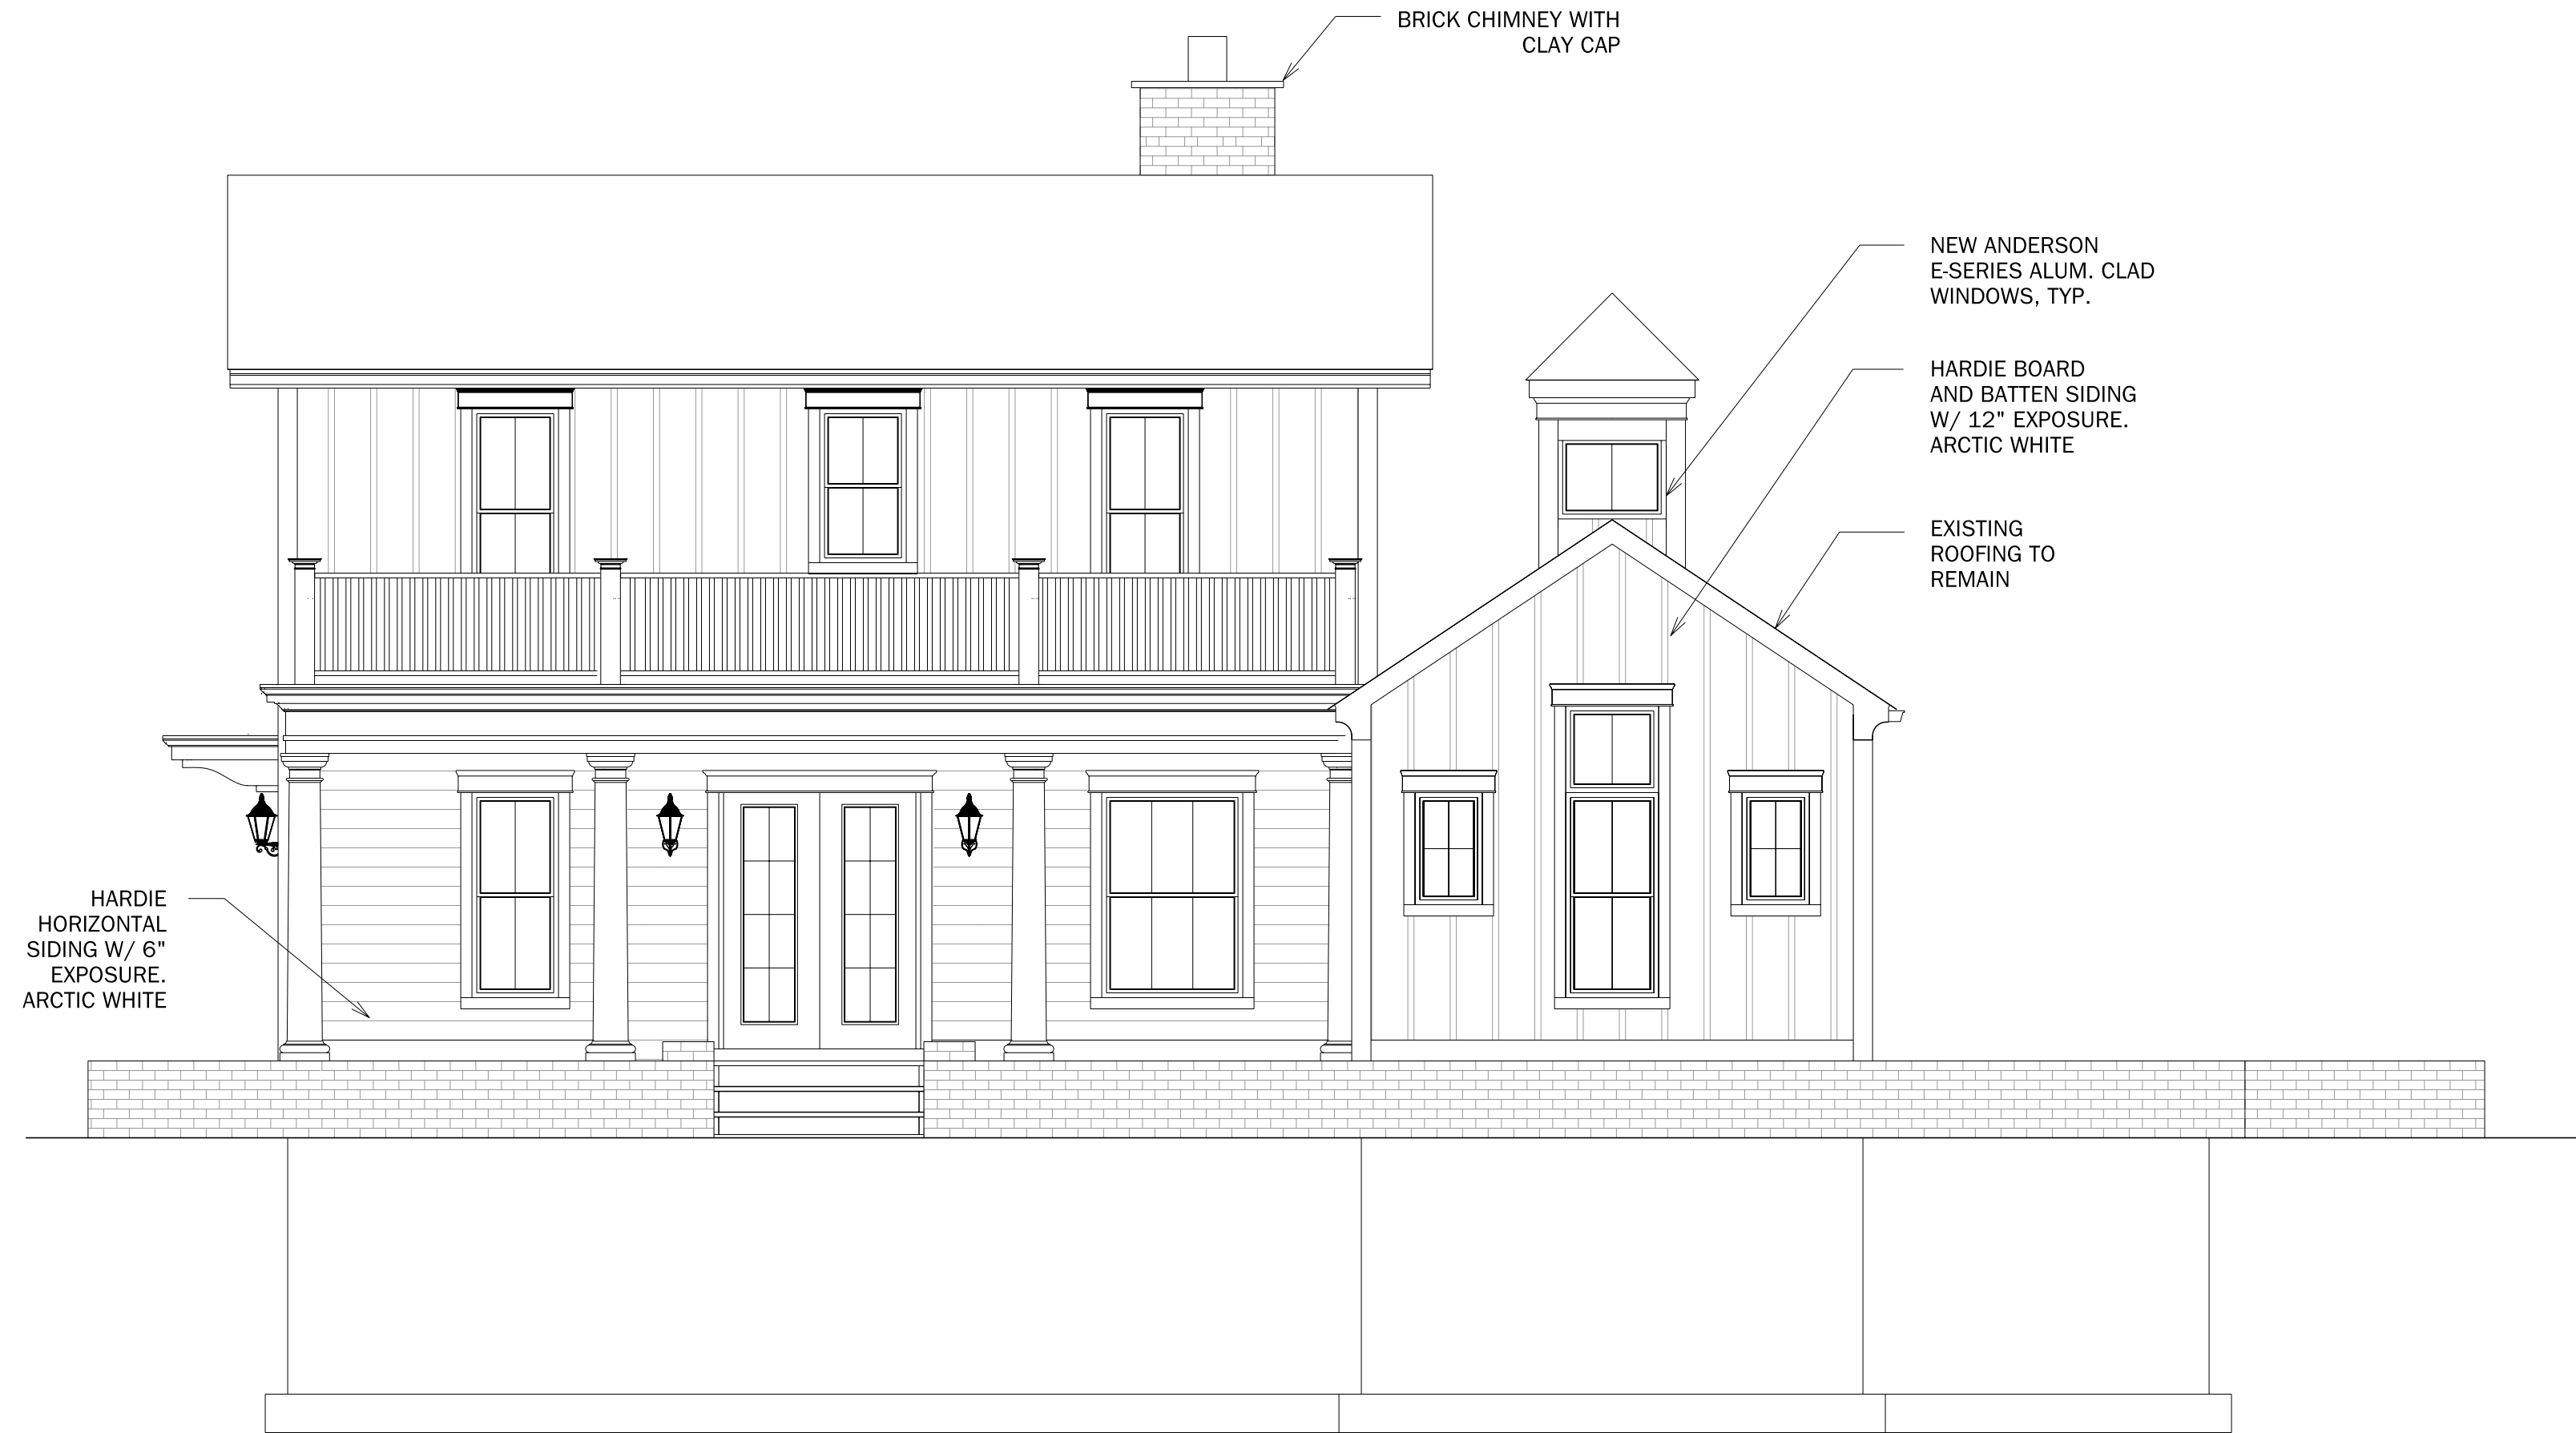 BRICK CHIMNEY WITH
CLAY CAP
NEW ANDERSON
E-SERIES ALUM. CLAD
WINDOWS, TYP.
HARDIE BOARD
AND BATTEN SIDING
W/ 12" EXPOSURE.
ARCTIC WHITE
EXISTING
ROOFING TO
REMAIN
HARDIE
HORIZONTAL
SIDING W/ 6"
EXPOSURE.
ARCTIC WHITE